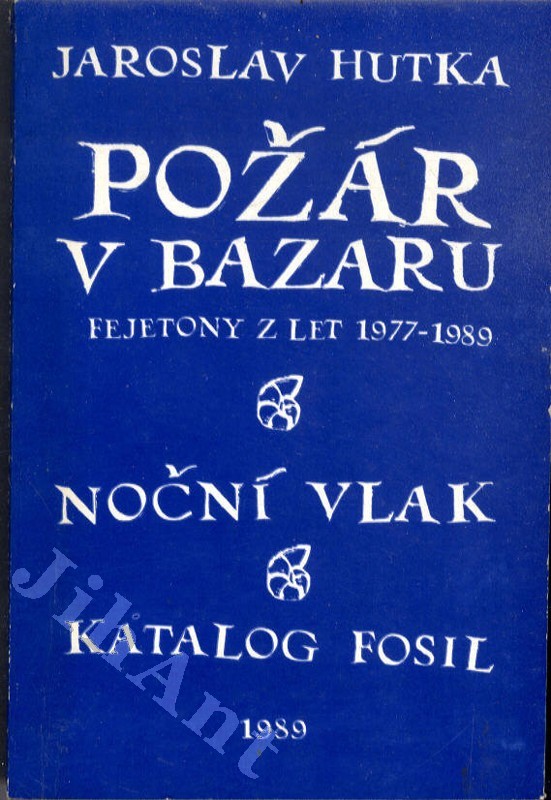 JAROSLAV HUTKA
POŽÁR
V BAZARU
FEJETONY Z LET 1977-1989
NOČNÍ VLAK
KATALOG FOSIL
1989
JiliAnt